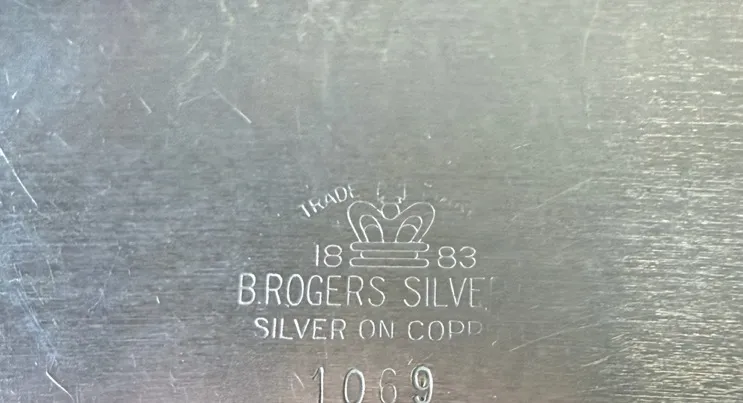 TRADE
18 83
B.ROGERS SILVE
SILVER ON COPP
1069